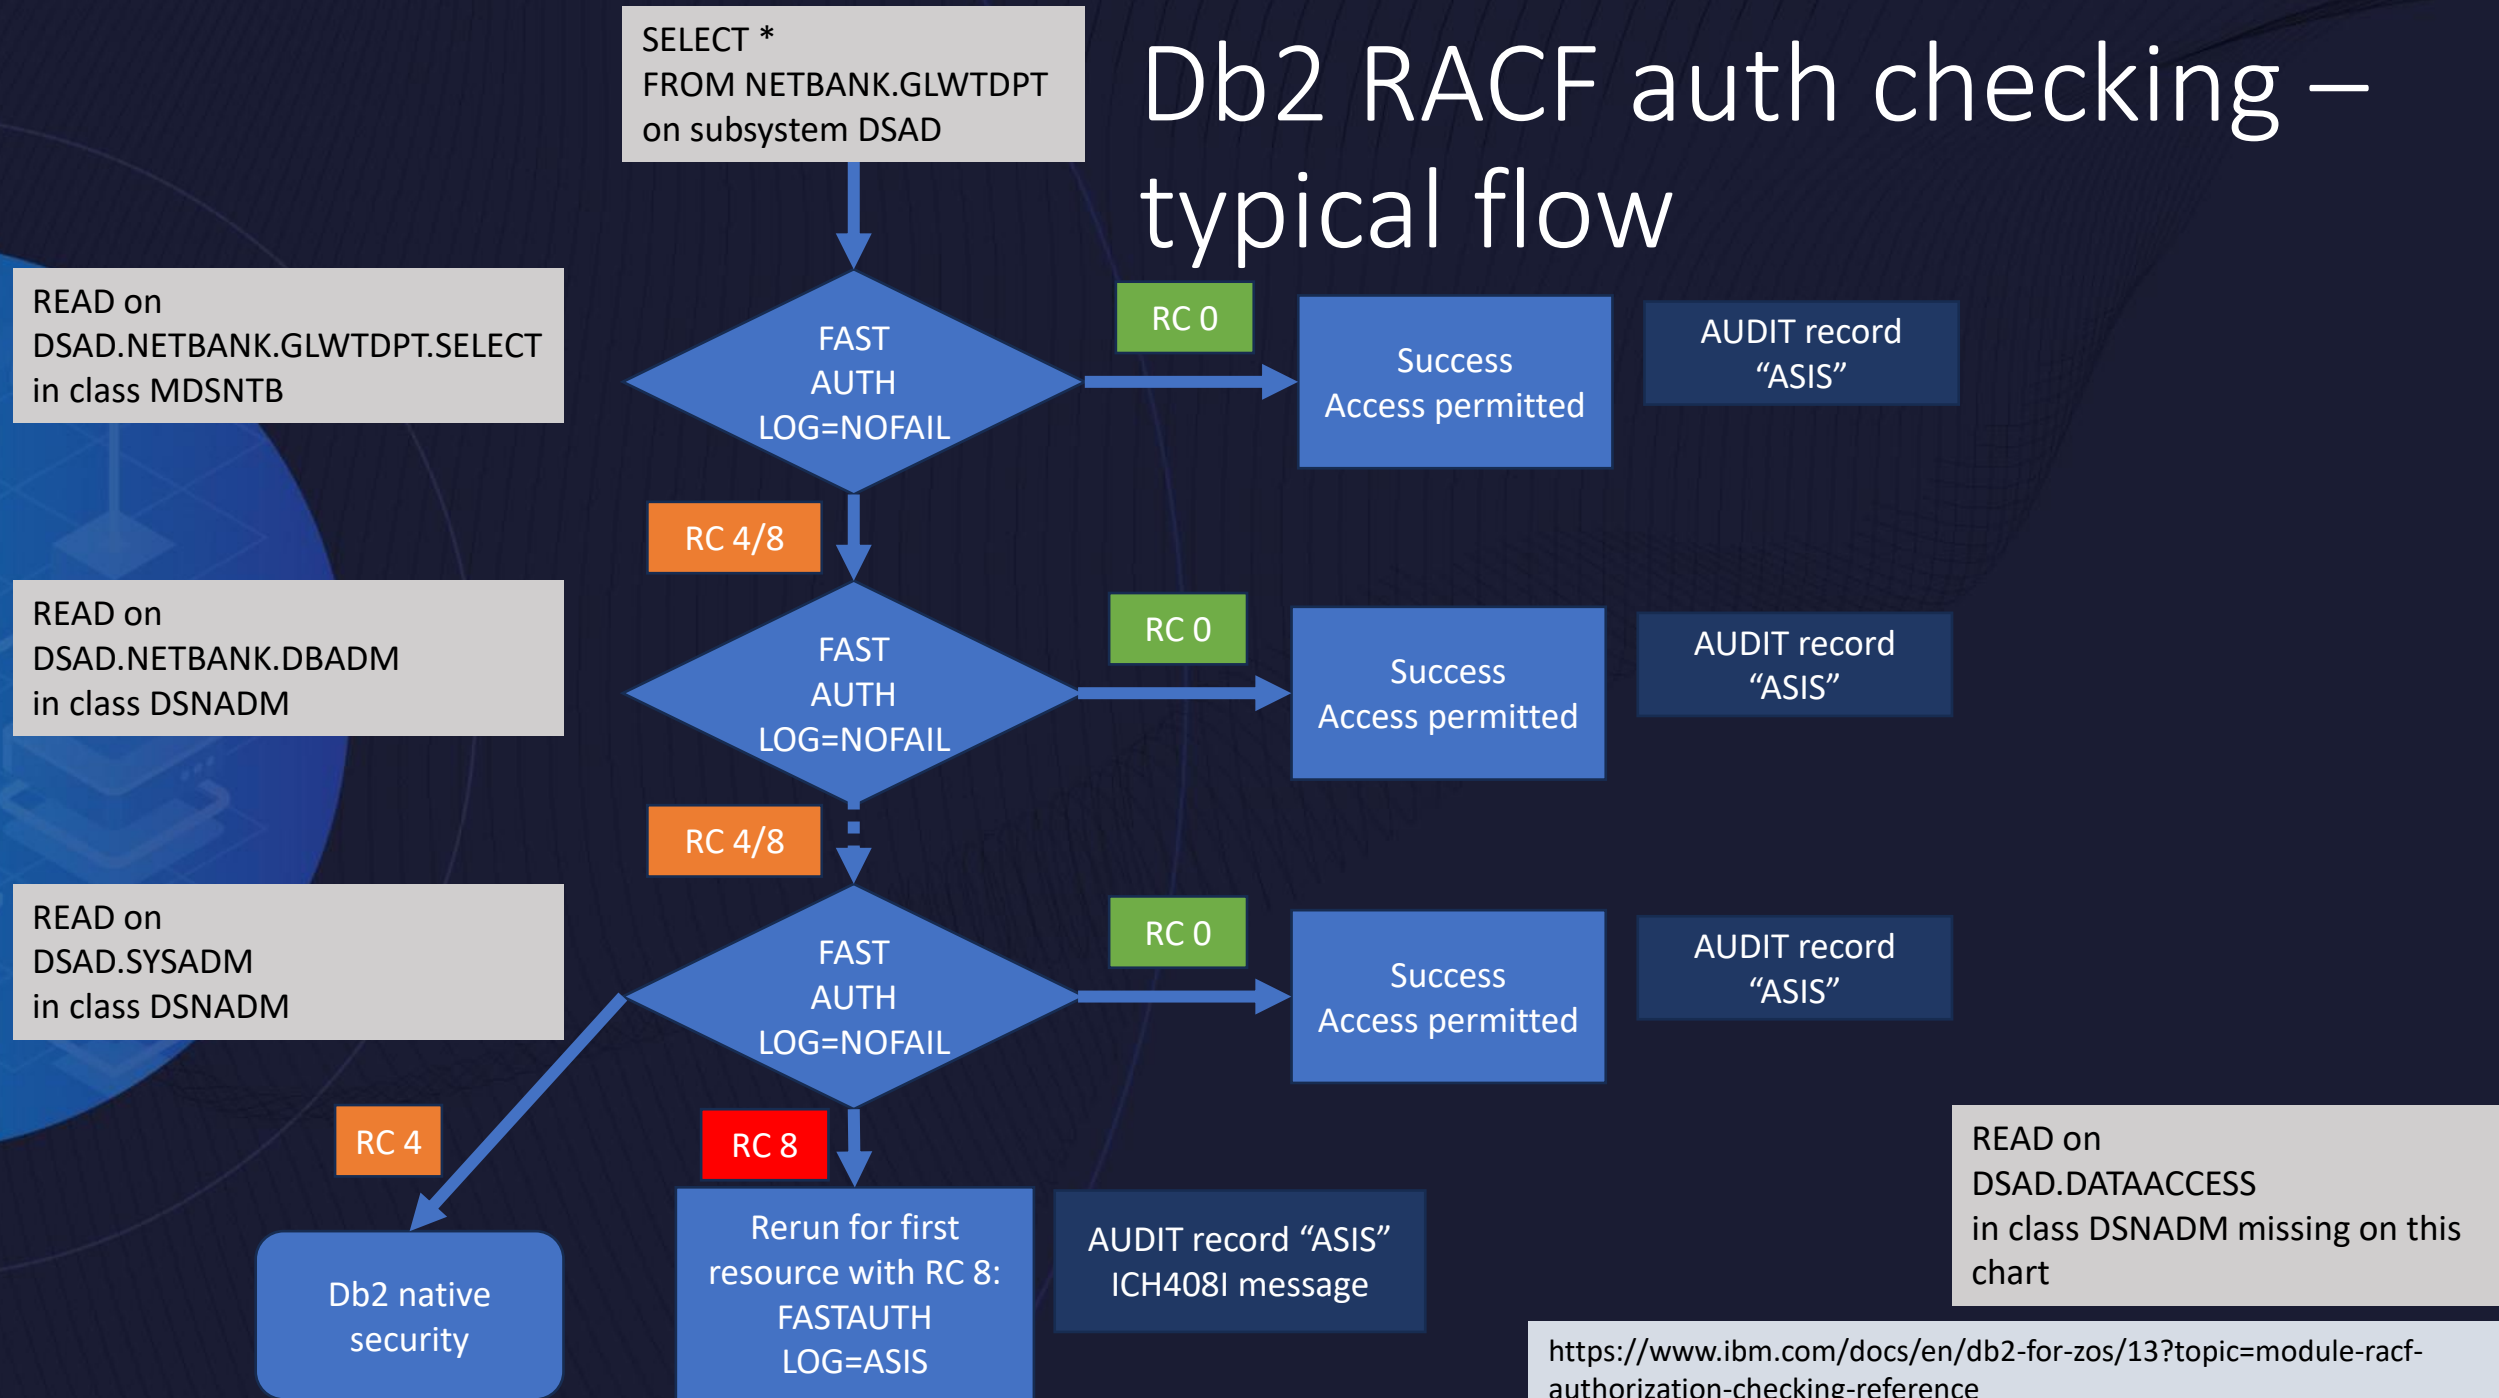 SELECT *
FROM NETBANK.GLWTDPT
on subsystem DSAD
Db2 RACF auth checking –
typical flow
READ on
DSAD.NETBANK.GLWTDPT.SELECT
in class MDSNTB
FAST
AUTH
LOG=NOFAIL
RC 0
Success
Access permitted
AUDIT record
“ASIS”
RC 4/8
READ on
DSAD.NETBANK.DBADM
in class DSNADM
FAST
AUTH
LOG=NOFAIL
RC 0
Success
Access permitted
AUDIT record
“ASIS”
RC 4/8
READ on
DSAD.SYSADM
in class DSNADM
FAST
AUTH
LOG=NOFAIL
RC 0
Success
Access permitted
AUDIT record
“ASIS”
RC 4
RC 8
Db2 native
security
Rerun for first
resource with RC 8:
FASTAUTH
LOG=ASIS
AUDIT record “ASIS”
ICH408I message
READ on
DSAD.DATAACCESS
in class DSNADM missing on this
chart
https://www.ibm.com/docs/en/db2-for-zos/13?topic=module-racf-
authorization-checking-reference